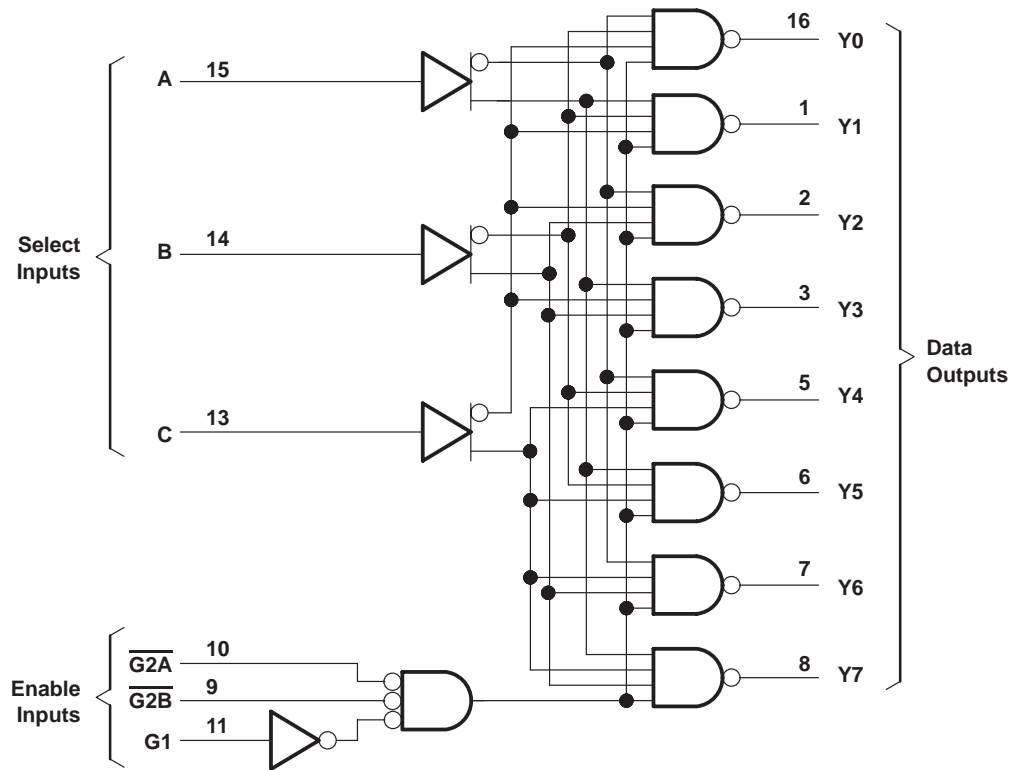 Select
Inputs
A 15
B 14
C 13
Enable
Inputs
G2A 10
G2B 9
G1 11
16 Y0
1 Y1
2 Y2
3 Y3
5 Y4
6 Y5
7 Y6
8 Y7
Data
Outputs